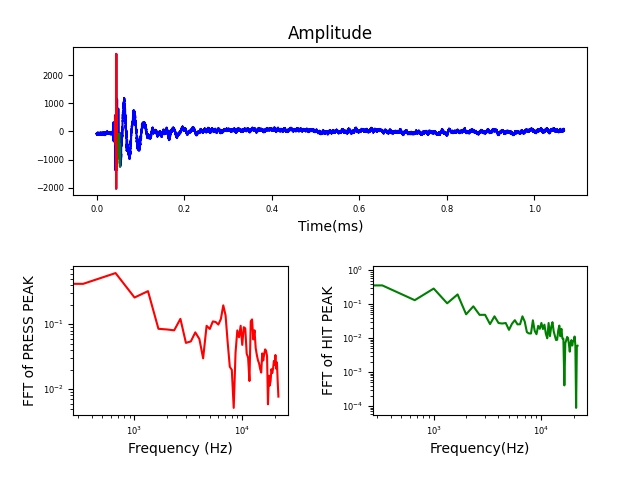 Amplitude
2000
1000
0
−1000
−2000
0.0 0.2 0.4 0.6 0.8 1.0
Time(ms)
FFT of PRESS PEAK
10⁻¹
10⁻²
10³ 10⁴
Frequency (Hz)
FFT of HIT PEAK
10⁰
10⁻¹
10⁻²
10⁻³
10⁻⁴
10³ 10⁴
Frequency(Hz)